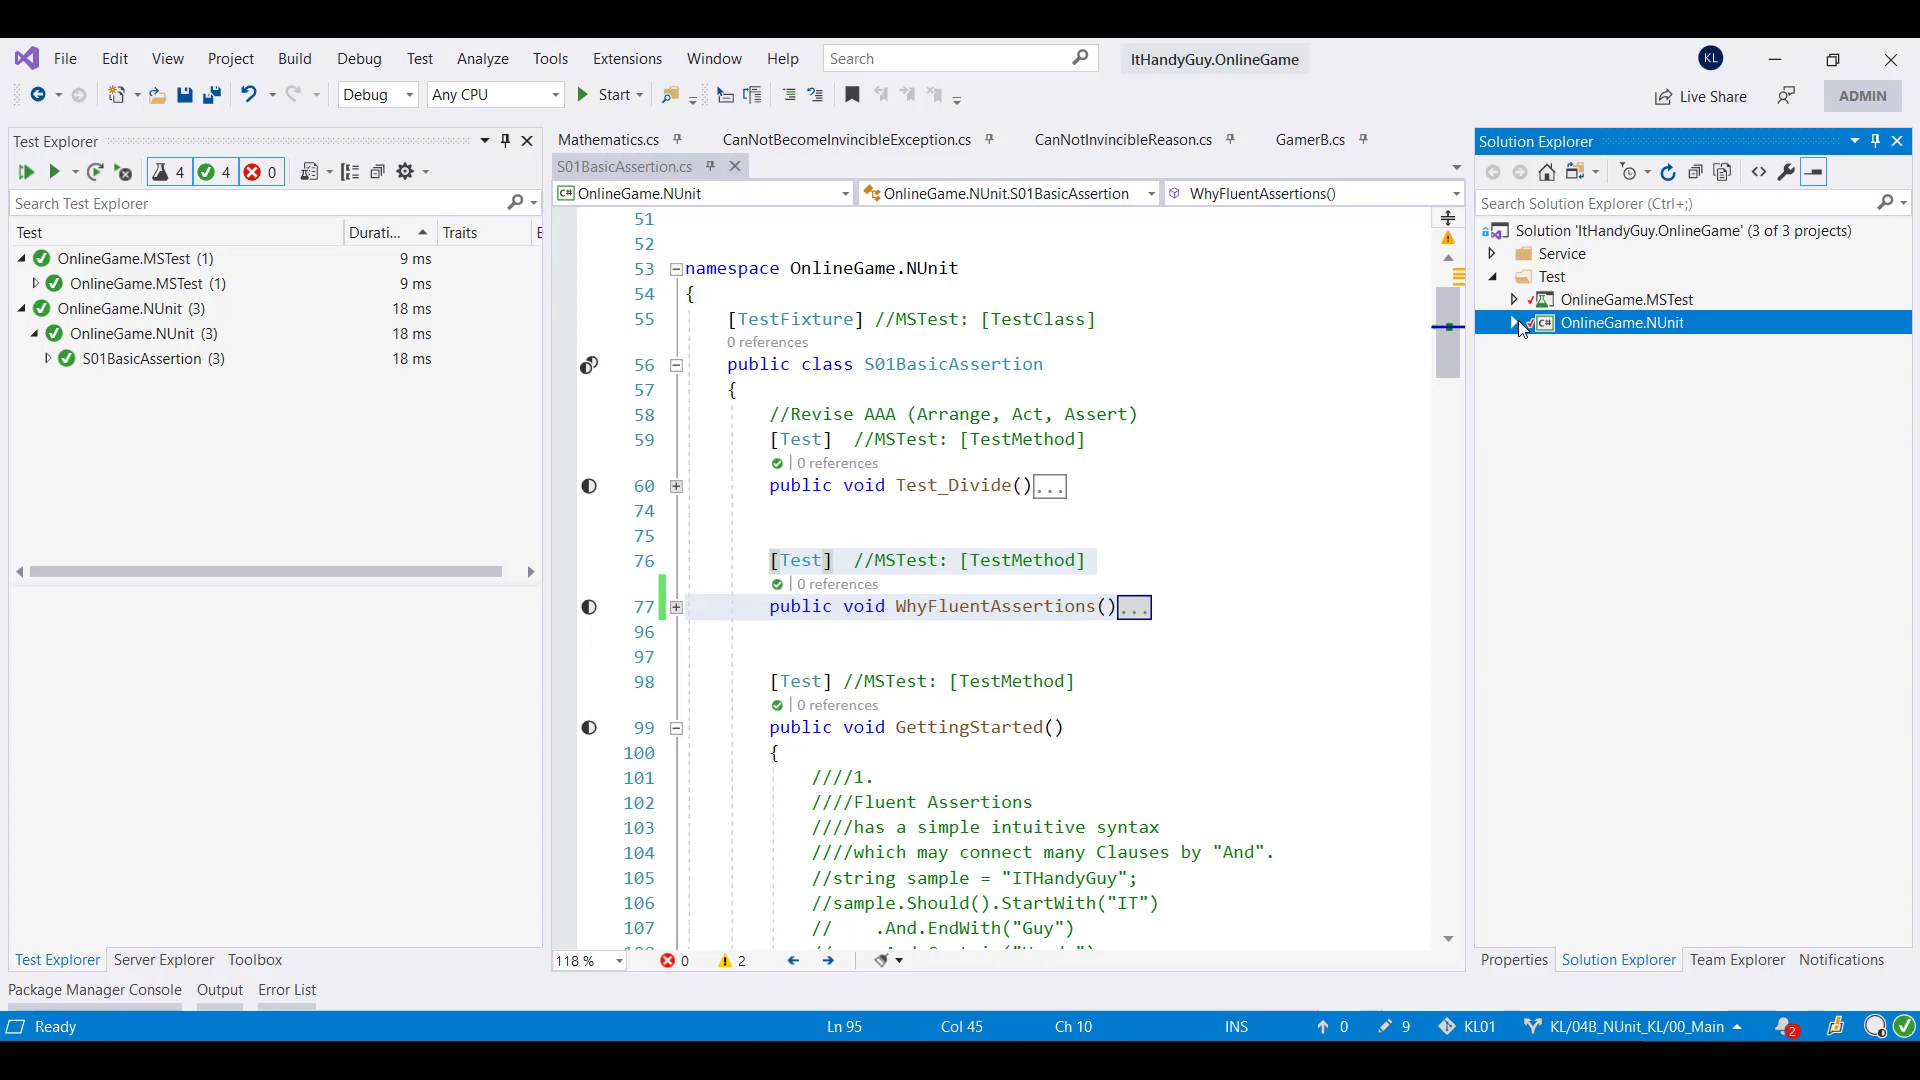 File Edit View Project Build Debug Test Analyze Tools Extensions Window Help Search ItHandyGuy.OnlineGame KL
Debug Any CPU Start Live Share ADMIN
Test Explorer
4 4 0
Search Test Explorer
Test Durati... Traits E
OnlineGame.MSTest (1) 9 ms
OnlineGame.MSTest (1) 9 ms
OnlineGame.NUnit (3) 18 ms
OnlineGame.NUnit (3) 18 ms
S01BasicAssertion (3) 18 ms
Test Explorer Server Explorer Toolbox
Mathematics.cs CanNotBecomeInvincibleException.cs CanNotInvincibleReason.cs GamerB.cs
S01BasicAssertion.cs
C# OnlineGame.NUnit OnlineGame.NUnit.S01BasicAssertion WhyFluentAssertions()
51
52
53 namespace OnlineGame.NUnit
54 {
55 [TestFixture] //MSTest: [TestClass]
0 references
56 public class S01BasicAssertion
57 {
58 //Revise AAA (Arrange, Act, Assert)
59 [Test]  //MSTest: [TestMethod]
0 references
60 public void Test_Divide()...
74
75
76 [Test]  //MSTest: [TestMethod]
0 references
77 public void WhyFluentAssertions()...
96
97
98 [Test] //MSTest: [TestMethod]
0 references
99 public void GettingStarted()
100 {
101 ////1.
102 ////Fluent Assertions
103 ////has a simple intuitive syntax
104 ////which may connect many Clauses by "And".
105 //string sample = "ITHandyGuy";
106 //sample.Should().StartWith("IT")
107 //    .And.EndWith("Guy")
118 % 0 2
Solution Explorer
Search Solution Explorer (Ctrl+;)
Solution 'ItHandyGuy.OnlineGame' (3 of 3 projects)
Service
Test
OnlineGame.MSTest
C# OnlineGame.NUnit
Properties Solution Explorer Team Explorer Notifications
Package Manager Console Output Error List
Ready Ln 95 Col 45 Ch 10 INS 0 9 KL01 KL/04B_NUnit_KL/00_Main 2